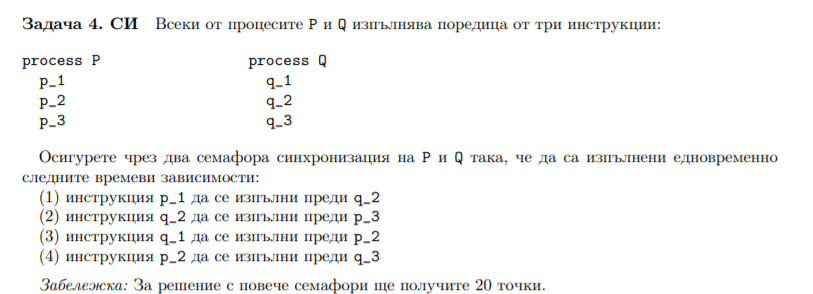 Задача 4. СИ Всеки от процесите P и Q изпълнява поредица от три инструкции:
process P process Q
p_1 q_1
p_2 q_2
p_3 q_3
Осигурете чрез два семафора синхронизация на P и Q така, че да са изпълнени едновременно
следните времеви зависимости:
(1) инструкция p_1 да се изпълни преди q_2
(2) инструкция q_2 да се изпълни преди p_3
(3) инструкция q_1 да се изпълни преди p_2
(4) инструкция p_2 да се изпълни преди q_3
Забележка: За решение с повече семафори ще получите 20 точки.